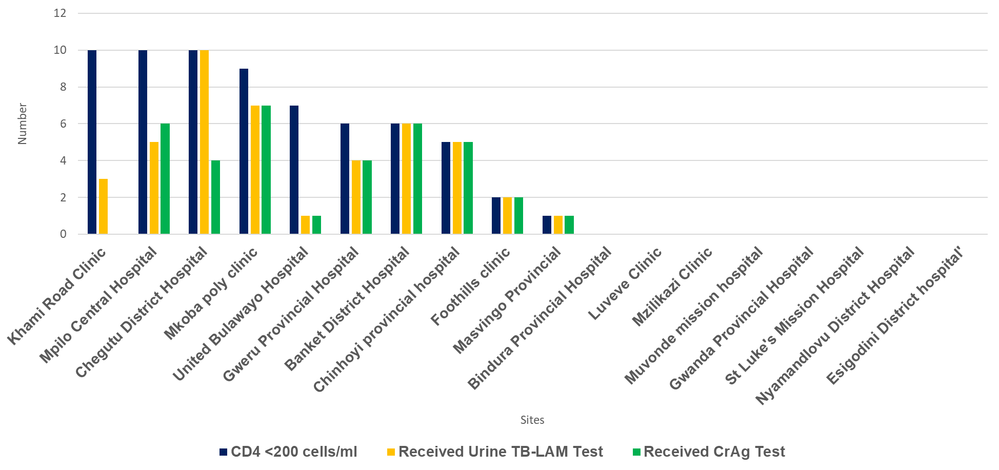 12
10
8
6
4
2
0
Number
Khami Road Clinic
Mpilo Central Hospital
Chegutu District Hospital
Mkoba poly clinic
United Bulawayo Hospital
Gweru Provincial Hospital
Banket District Hospital
Chinhoyi provincial hospital
Foothills clinic
Masvingo Provincial
Bindura Provincial Hospital
Luveve Clinic
Mzilikazi Clinic
Muvonde mission hospital
Gwanda Provincial Hospital
St Luke's Mission Hospital
Nyamandlovu District Hospital
Esigodini District hospital'
Sites
CD4 <200 cells/ml
Received Urine TB-LAM Test
Received CrAg Test